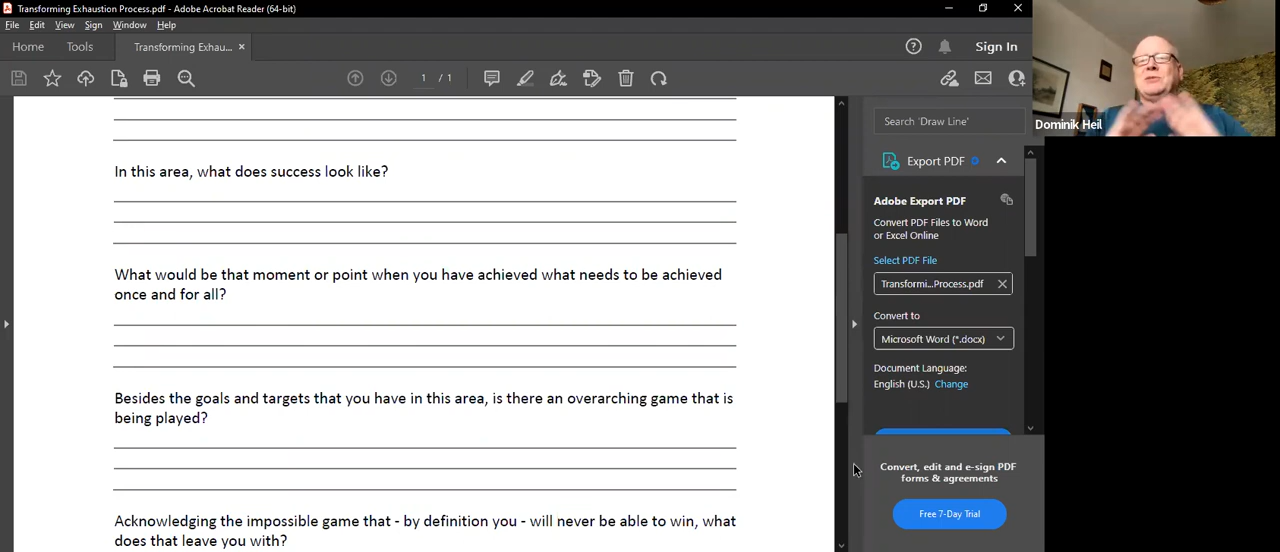 Transforming Exhaustion Process.pdf - Adobe Acrobat Reader (64-bit)
File Edit View Sign Window Help
Home Tools Transforming Exhau... × Sign In
1 / 1
In this area, what does success look like?
What would be that moment or point when you have achieved what needs to be achieved
once and for all?
Besides the goals and targets that you have in this area, is there an overarching game that is
being played?
Acknowledging the impossible game that - by definition you - will never be able to win, what
does that leave you with?
Search 'Draw Line'
Export PDF
Adobe Export PDF
Convert PDF Files to Word
or Excel Online
Select PDF File
Transformi...Process.pdf
Convert to
Microsoft Word (*.docx)
Document Language:
English (U.S.) Change
Convert, edit and e-sign PDF
forms & agreements
Free 7-Day Trial
Dominik Heil